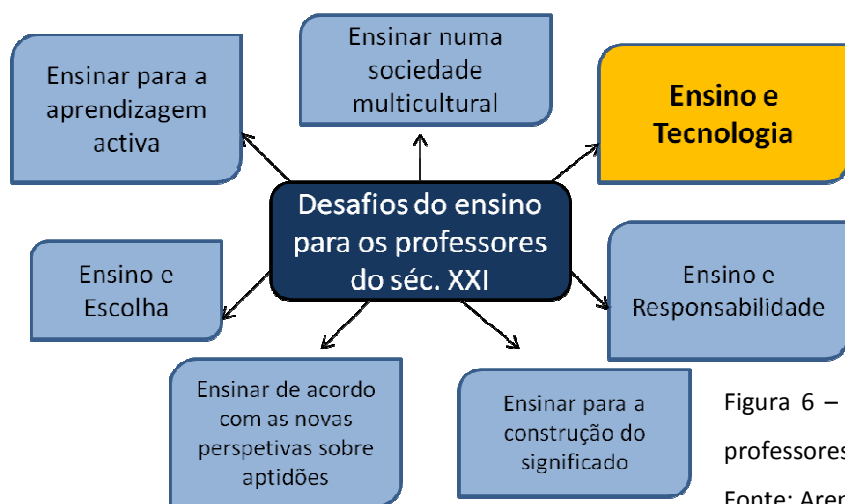 Ensinar para a
aprendizagem
activa
Ensinar numa
sociedade
multicultural
Ensino e
Tecnologia
Desafios do ensino
para os professores
do séc. XXI
Ensino e
Escolha
Ensino e
Responsabilidade
Ensinar de acordo
com as novas
perspetivas sobre
aptidões
Ensinar para a
construção do
significado
Figura 6 –
professores
Fonte: